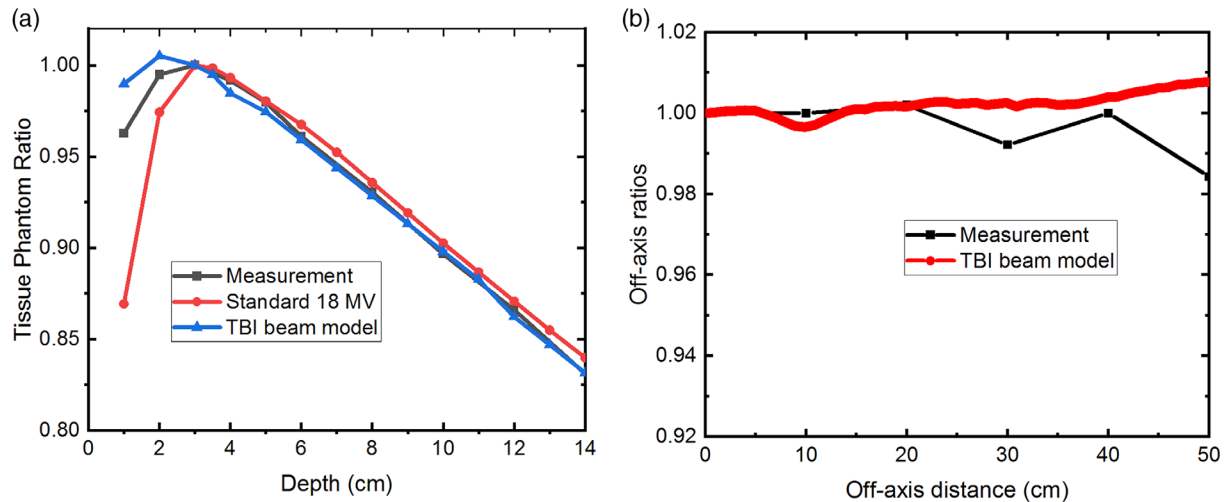 (a)
Tissue Phantom Ratio
1.00
0.95
0.90
0.85
0.80
Measurement
Standard 18 MV
TBI beam model
0 2 4 6 8 10 12 14
Depth (cm)
(b)
Off-axis ratios
1.02
1.00
0.98
0.96
0.94
0.92
Measurement
TBI beam model
0 10 20 30 40 50
Off-axis distance (cm)